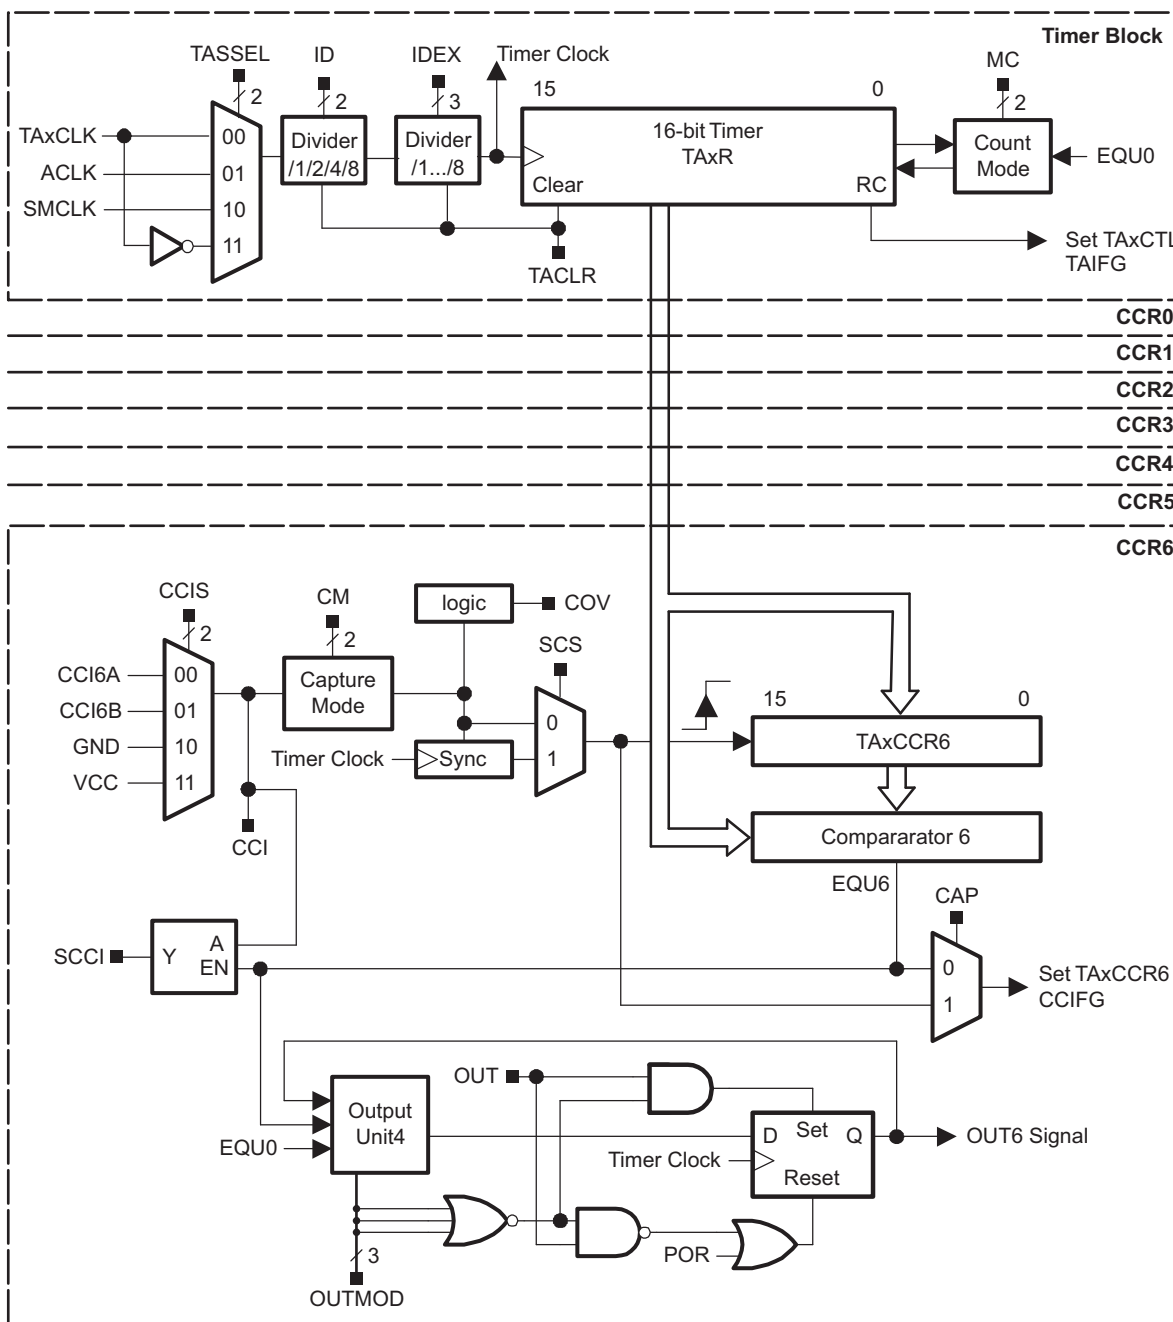 Timer Block
TASSEL
ID
IDEX
Timer Clock
MC
2
2
3
15
0
2
TAxCLK
ACLK
SMCLK
00
01
10
11
Divider
/1/2/4/8
Divider
/1.../8
16-bit Timer
TAxR
Clear
RC
Count
Mode
EQU0
TACLR
Set TAxCTL
TAIFG
CCR0
CCR1
CCR2
CCR3
CCR4
CCR5
CCR6
CCIS
2
CM
2
logic
COV
SCS
CCI6A
CCI6B
GND
VCC
00
01
10
11
Capture
Mode
Timer Clock
Sync
0
1
15
0
TAxCCR6
CCI
Compararator 6
EQU6
CAP
SCCI
Y
A
EN
0
1
Set TAxCCR6
CCIFG
OUT
Output
Unit4
EQU0
D
Set
Q
Timer Clock
Reset
OUT6 Signal
POR
3
OUTMOD